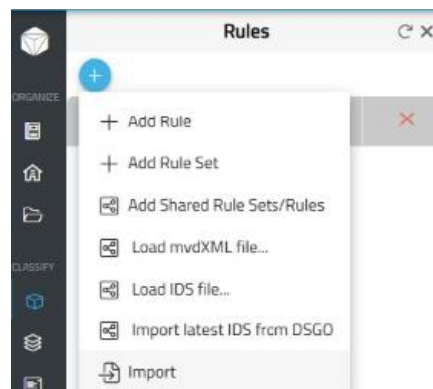 Rules
ORGANIZE
Add Rule
Add Rule Set
Add Shared Rule Sets/Rules
Load mvdXML file...
Load IDS file...
CLASSIFY
Import latest IDS from DSGO
Import